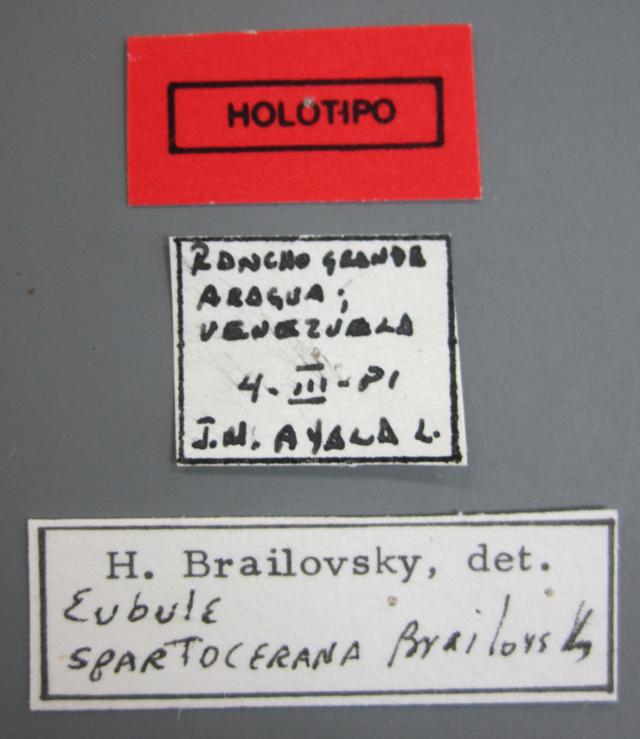 HOLOTIPO
RANCHO GRANDE
ARAGUA;
VENEZUELA
4-III-81
J.M. AYALA L.
H. Brailovsky, det.
Eubule
SPARTOCERANA Brailovsky